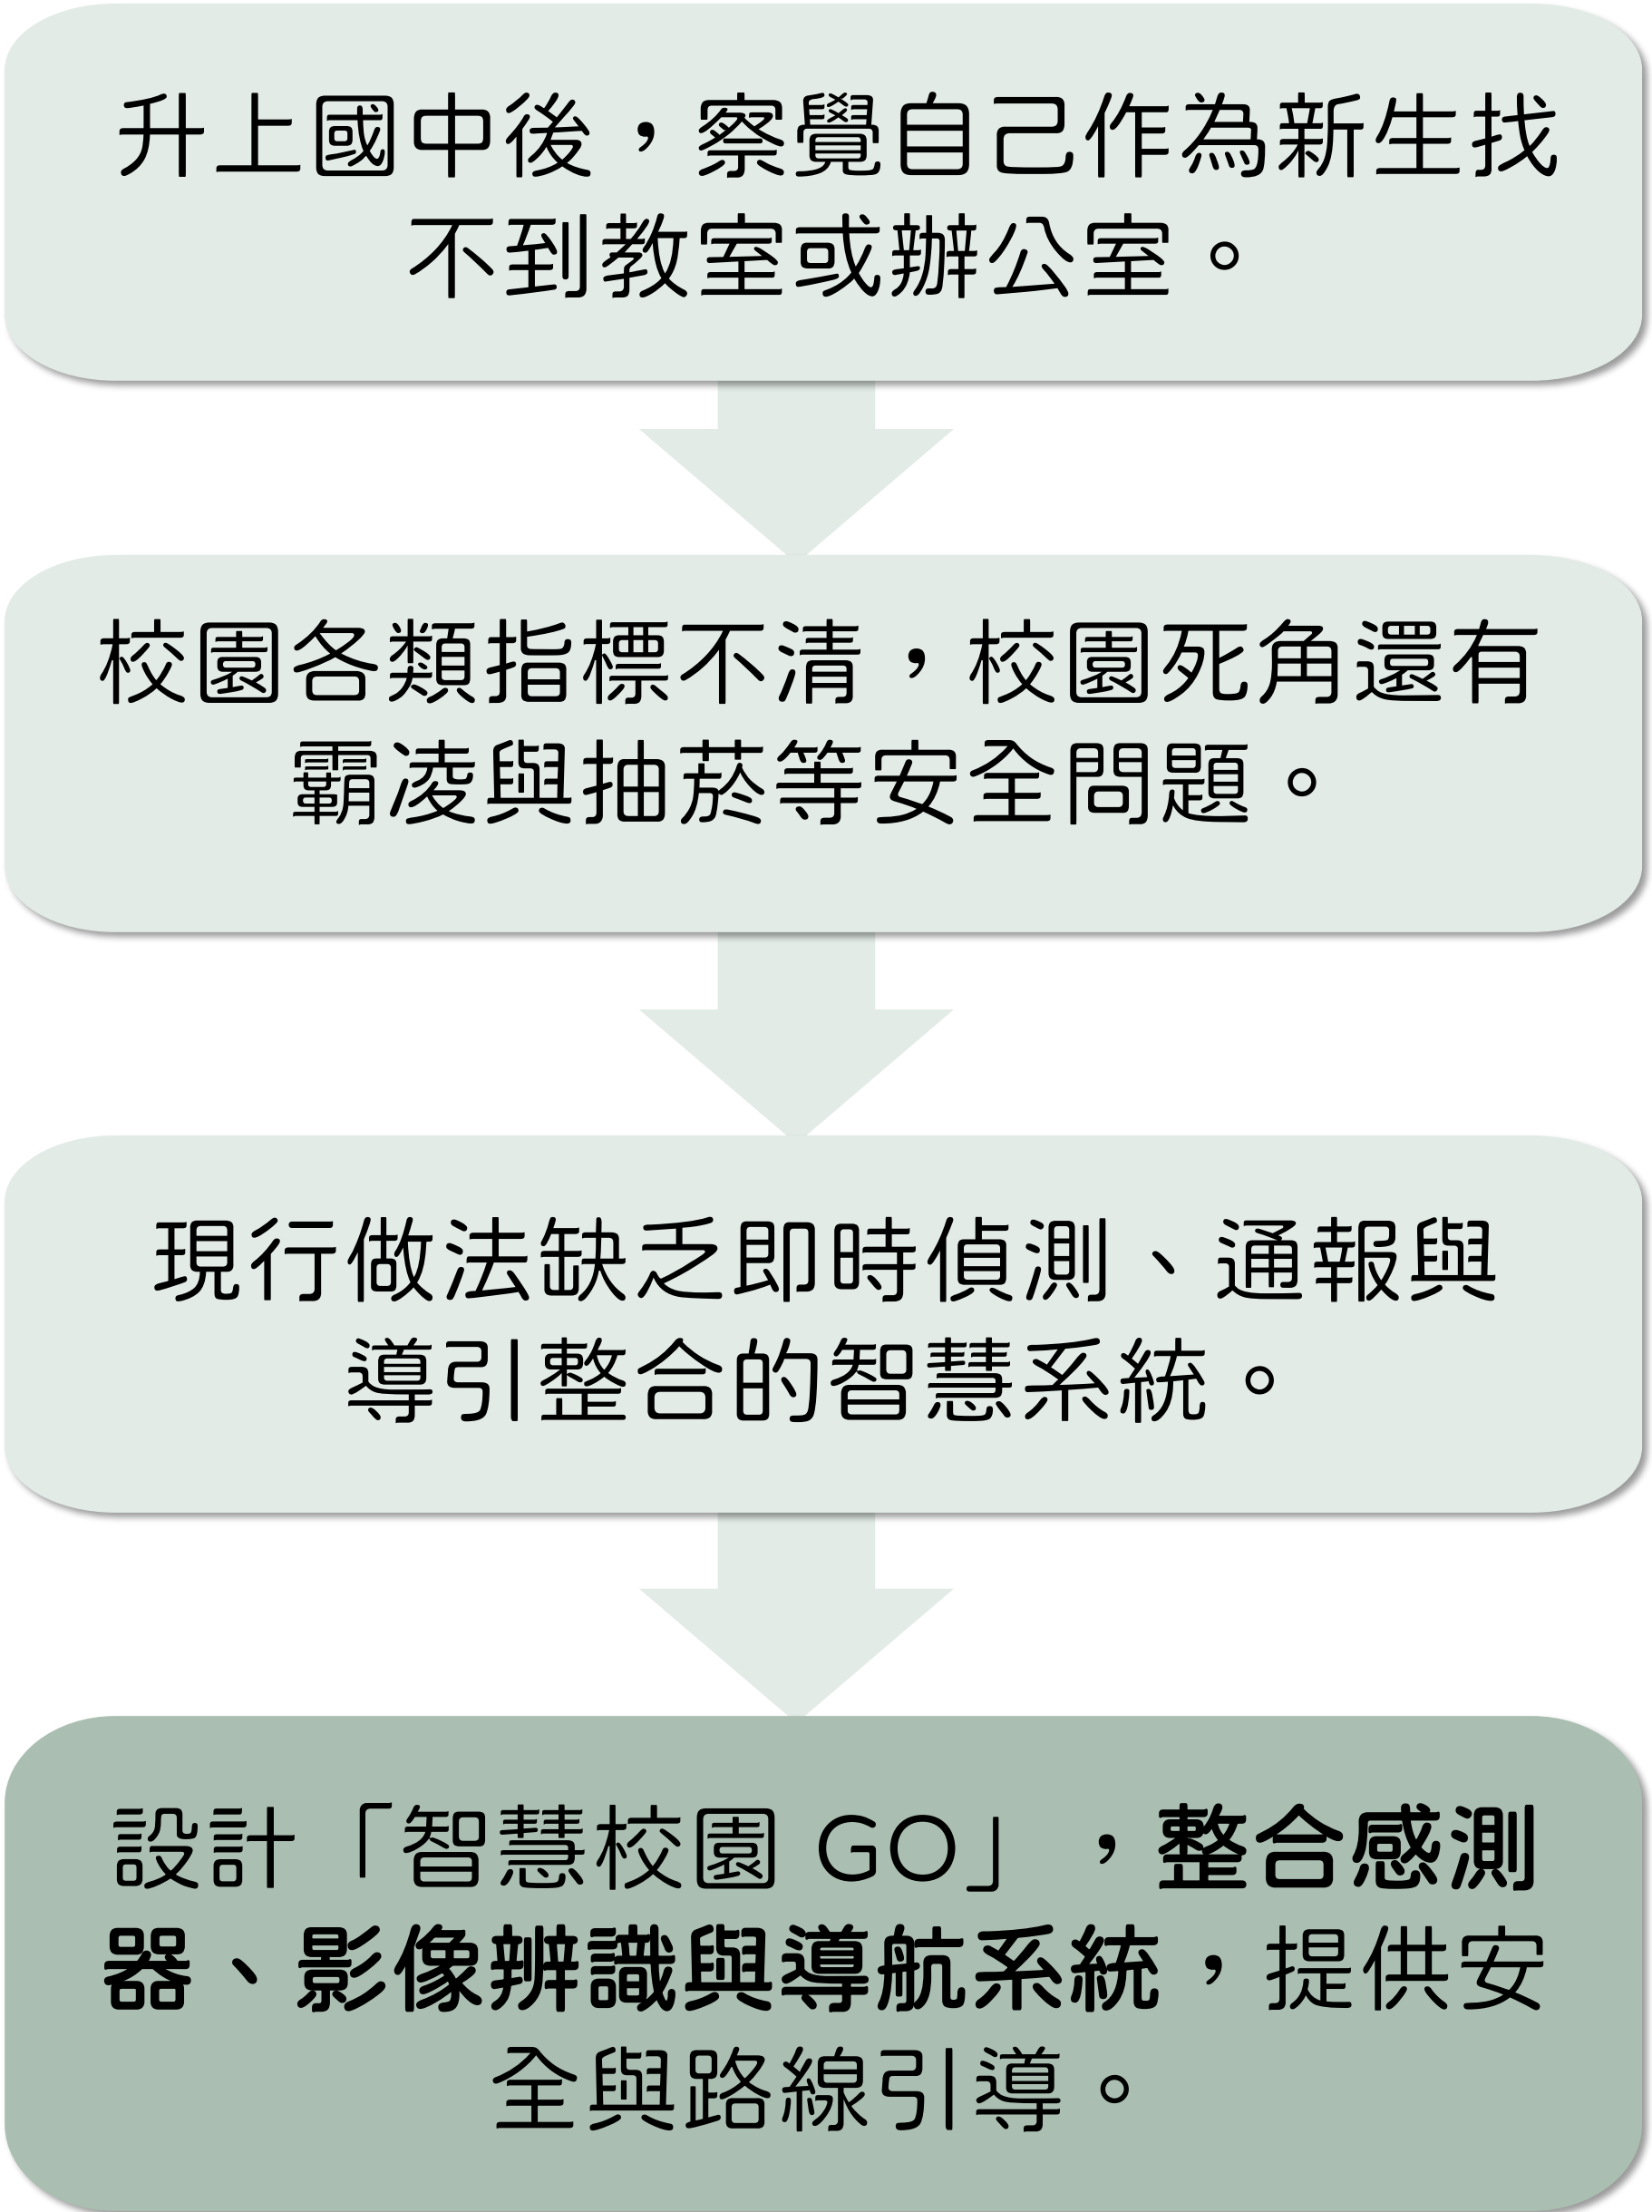 升上國中後，察覺自己作為新生找
不到教室或辦公室。
校園各類指標不清，校園死角還有
霸凌與抽菸等安全問題。
現行做法缺乏即時偵測、通報與
導引整合的智慧系統。
設計「智慧校園 GO」，整合感測
器、影像辨識與導航系統，提供安
全與路線引導。